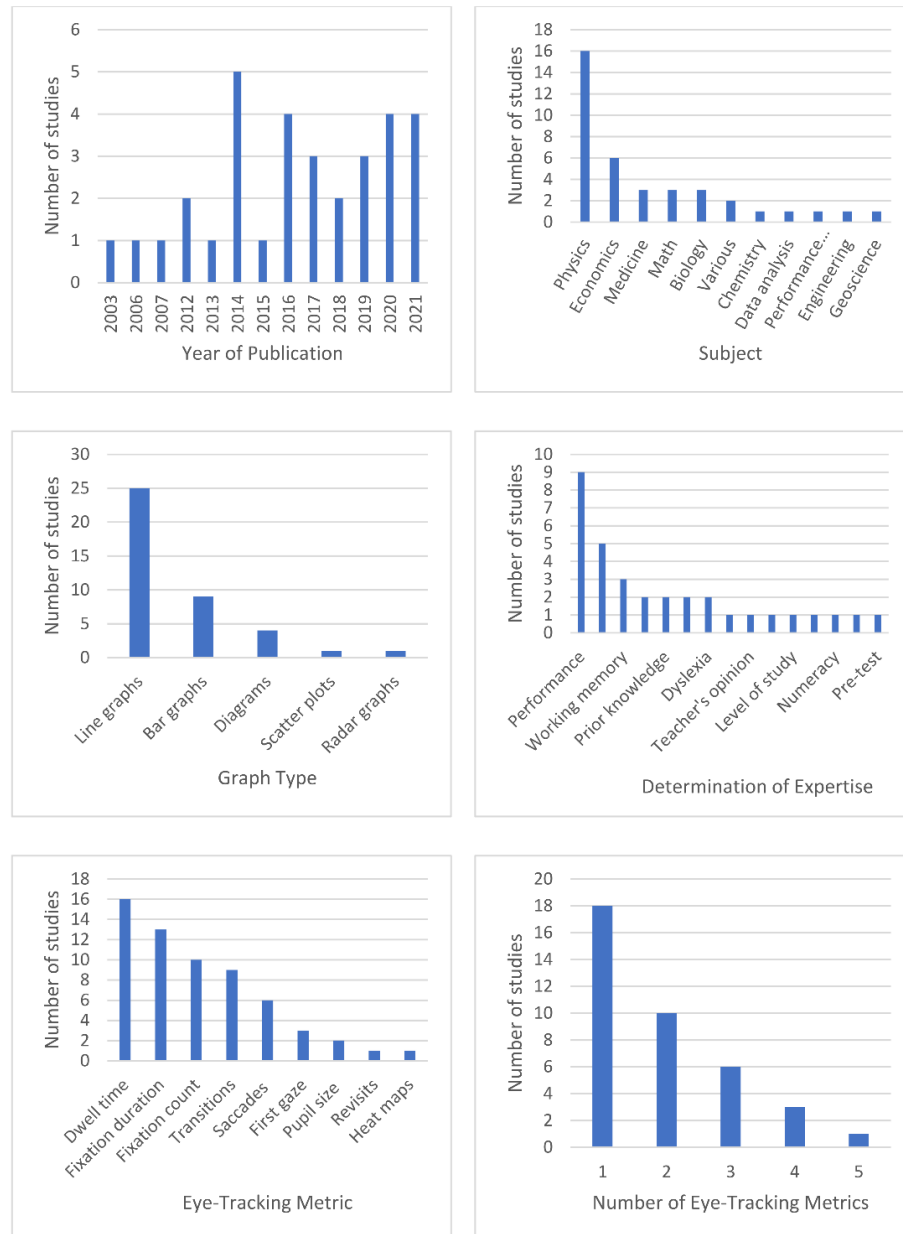 6
5
4
3
2
1
0
Number of studies
2003
2006
2007
2012
2013
2014
2015
2016
2017
2018
2019
2020
2021
Year of Publication
18
16
14
12
10
8
6
4
2
0
Number of studies
Physics
Economics
Medicine
Math
Biology
Various
Chemistry
Data analysis
Performance...
Engineering
Geoscience
Subject
30
25
20
15
10
5
0
Number of studies
Line graphs
Bar graphs
Diagrams
Scatter plots
Radar graphs
Graph Type
10
9
8
7
6
5
4
3
2
1
0
Number of studies
Performance
Working memory
Prior knowledge
Dyslexia
Teacher's opinion
Level of study
Numeracy
Pre-test
Determination of Expertise
18
16
14
12
10
8
6
4
2
0
Number of studies
Dwell time
Fixation duration
Fixation count
Transitions
Saccades
First gaze
Pupil size
Revisits
Heat maps
Eye-Tracking Metric
20
18
16
14
12
10
8
6
4
2
0
Number of studies
1
2
3
4
5
Number of Eye-Tracking Metrics